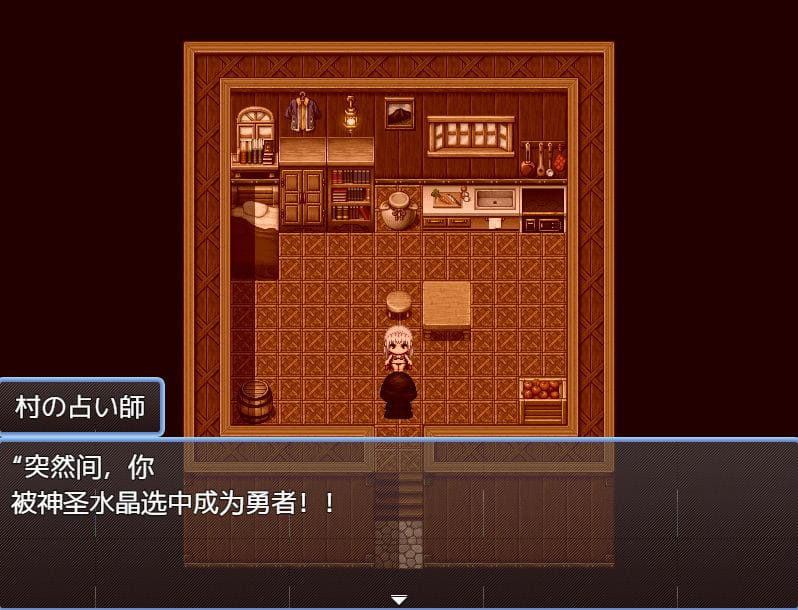 村の占い師
“突然间，你
被神圣水晶选中成为勇者！！